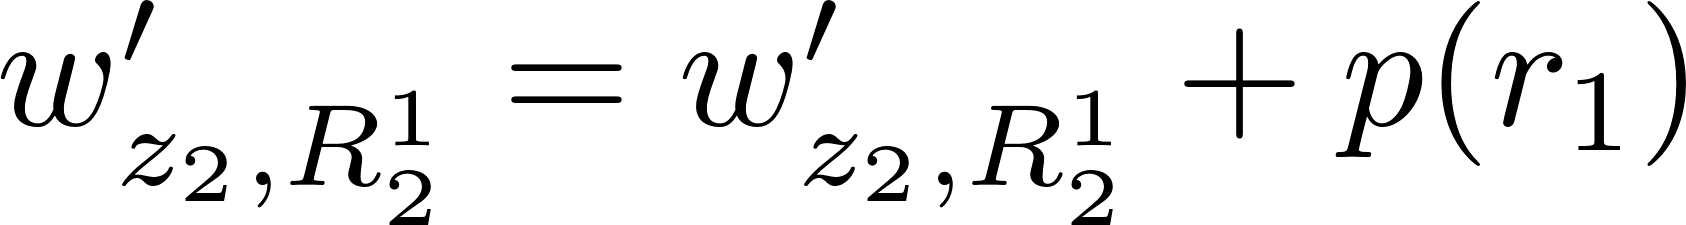 w'_{z_2,R_2^1} = w'_{z_2,R_2^1} + p(r_1)